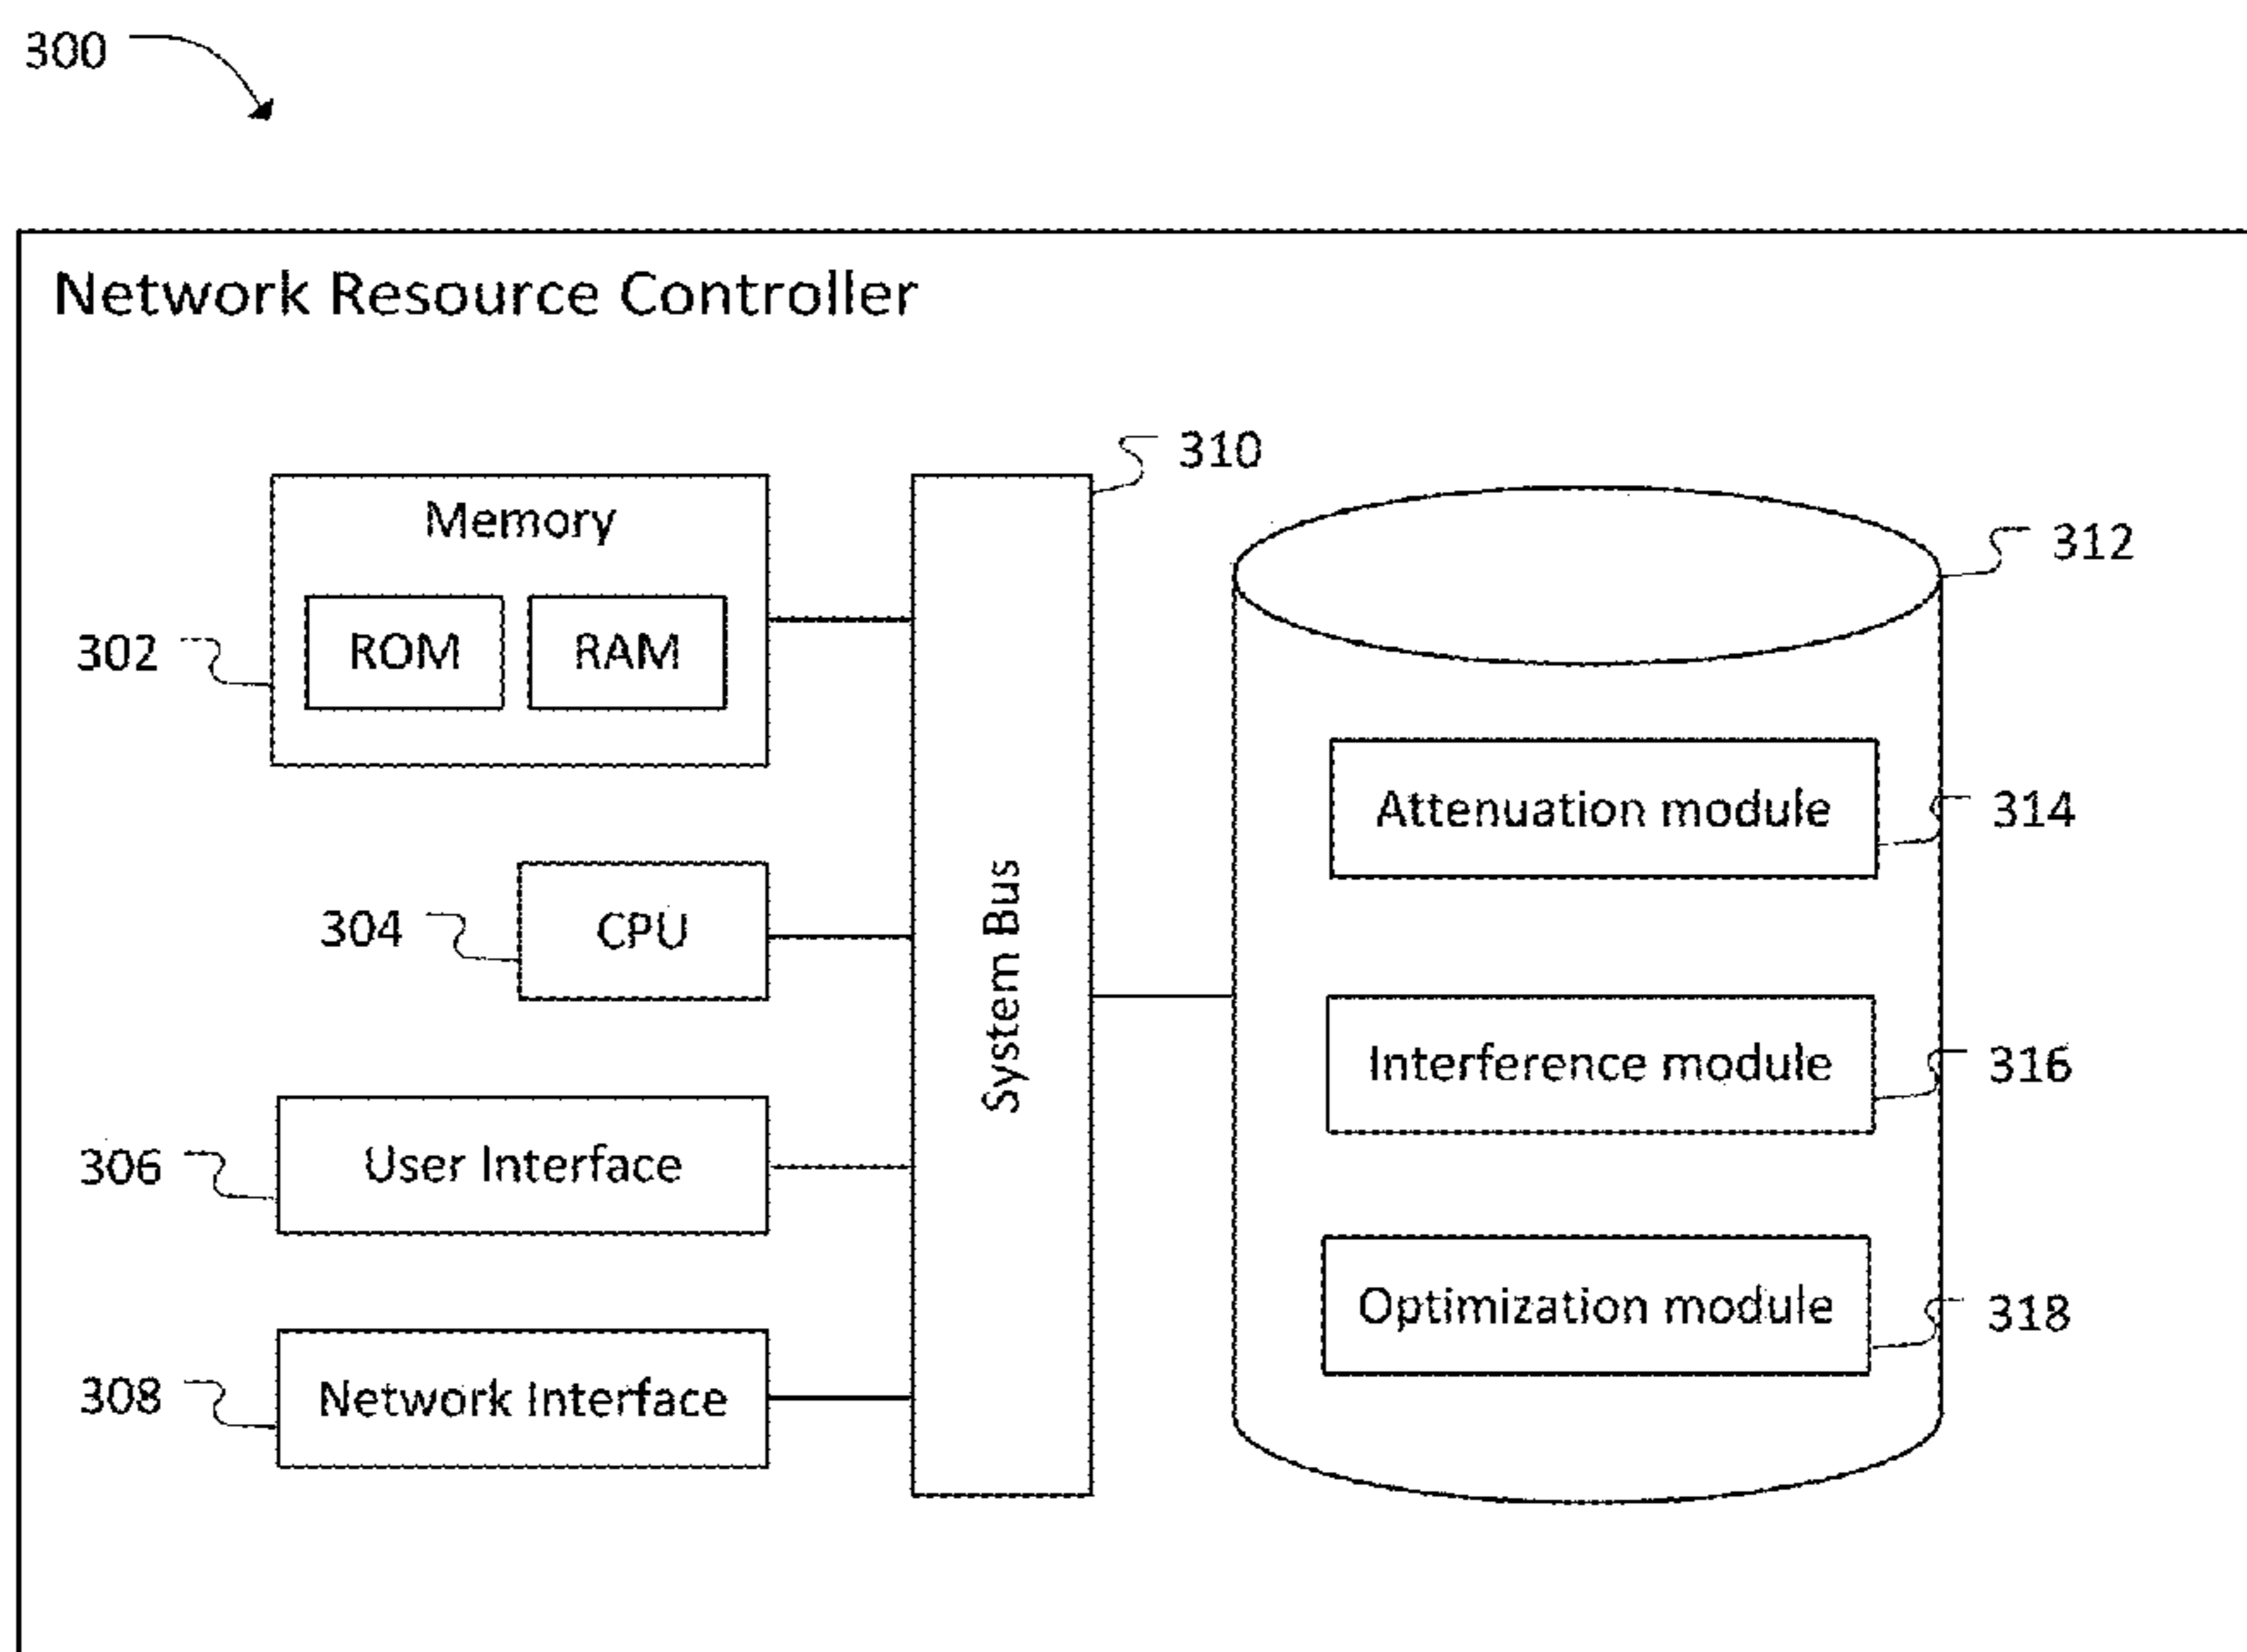 300
Network Resource Controller
310
Memory
312
302
ROM
RAM
Attenuation module
314
304
CPU
System Bus
Interference module
316
306
User Interface
Optimization module
318
308
Network Interface